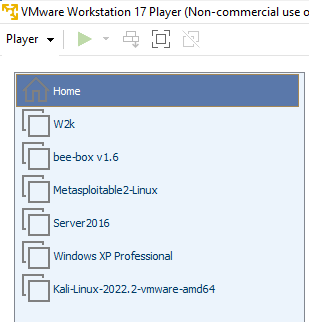 VMware Workstation 17 Player (Non-commercial use o
Player
Home
W2k
bee-box v1.6
Metasploitable2-Linux
Server2016
Windows XP Professional
Kali-Linux-2022.2-vmware-amd64